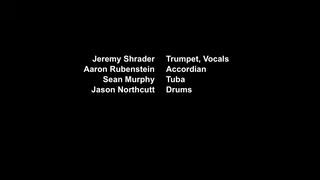 Jeremy Shrader Trumpet, Vocals
Aaron Rubenstein Accordian
Sean Murphy Tuba
Jason Northcutt Drums